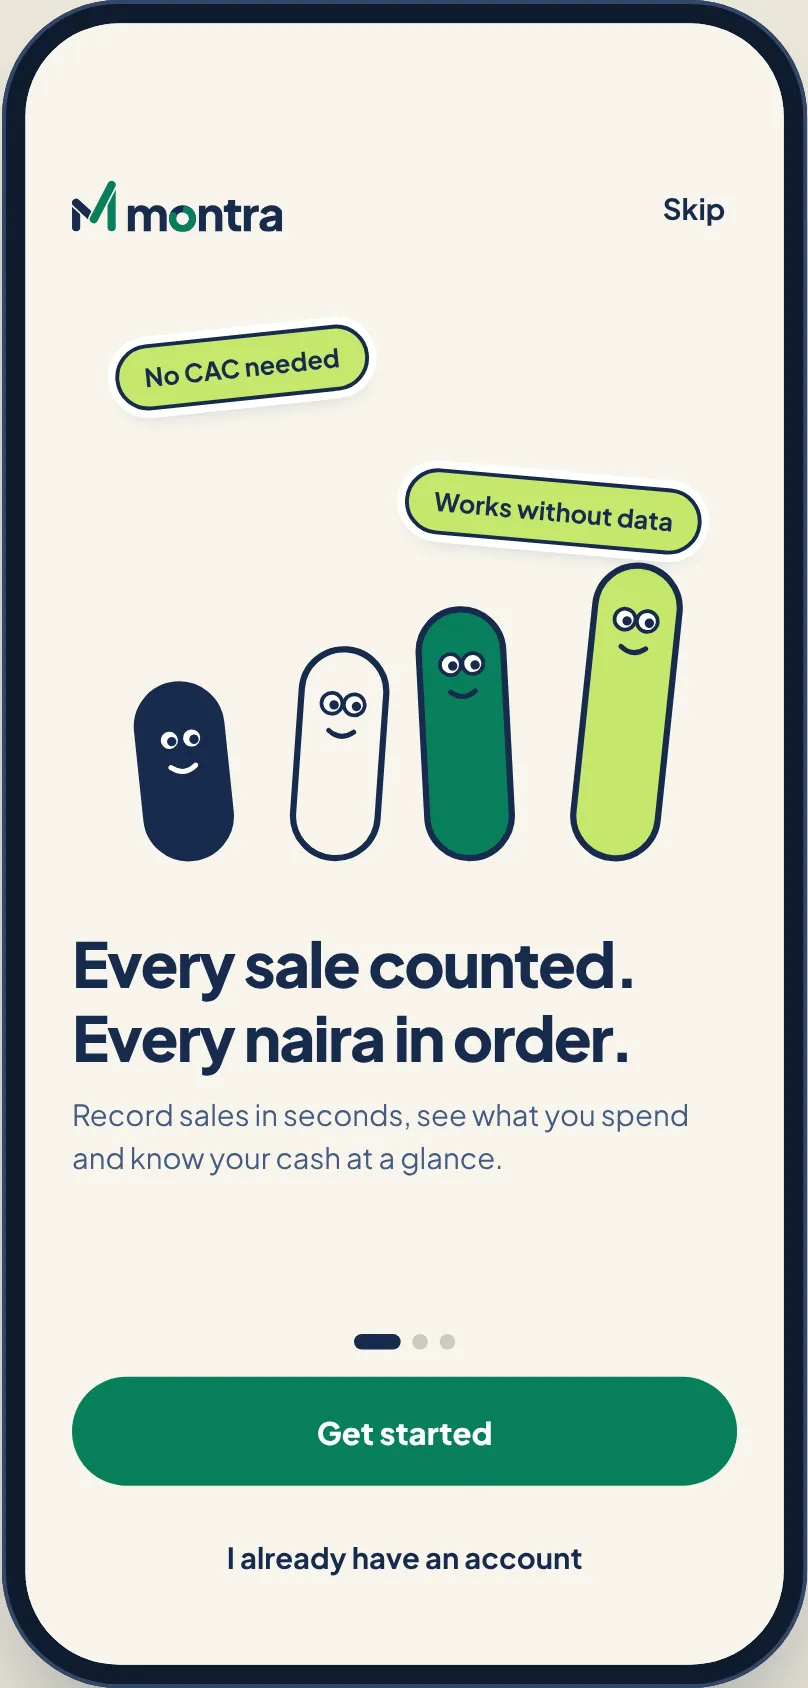 montra
Skip
No CAC needed
Works without data
Every sale counted.
Every naira in order.
Record sales in seconds, see what you spend
and know your cash at a glance.
Get started
I already have an account